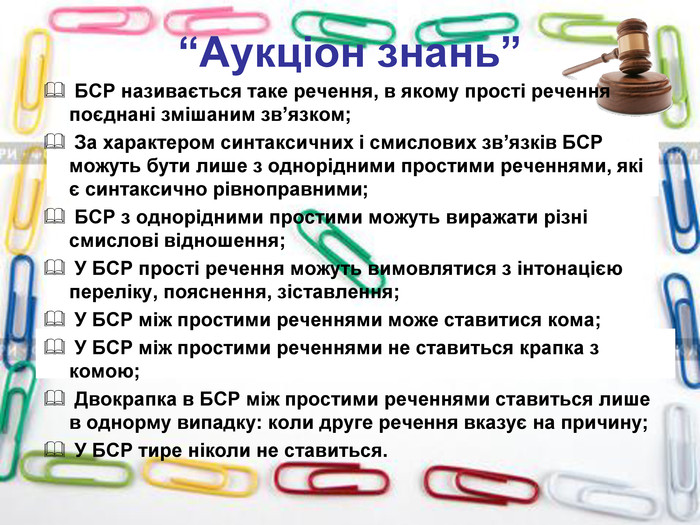 “Аукціон знань”
БСР називається таке речення, в якому прості речення
поєднані змішаним зв’язком;
За характером синтаксичних і смислових зв’язків БСР
можуть бути лише з однорідними простими реченнями, які
є синтаксично рівноправними;
БСР з однорідними простими можуть виражати різні
смислові відношення;
У БСР прості речення можуть вимовлятися з інтонацією
переліку, пояснення, зіставлення;
У БСР між простими реченнями може ставитися кома;
У БСР між простими реченнями не ставиться крапка з
комою;
Двокрапка в БСР між простими реченнями ставиться лише
в однорму випадку: коли друге речення вказує на причину;
У БСР тире ніколи не ставиться.